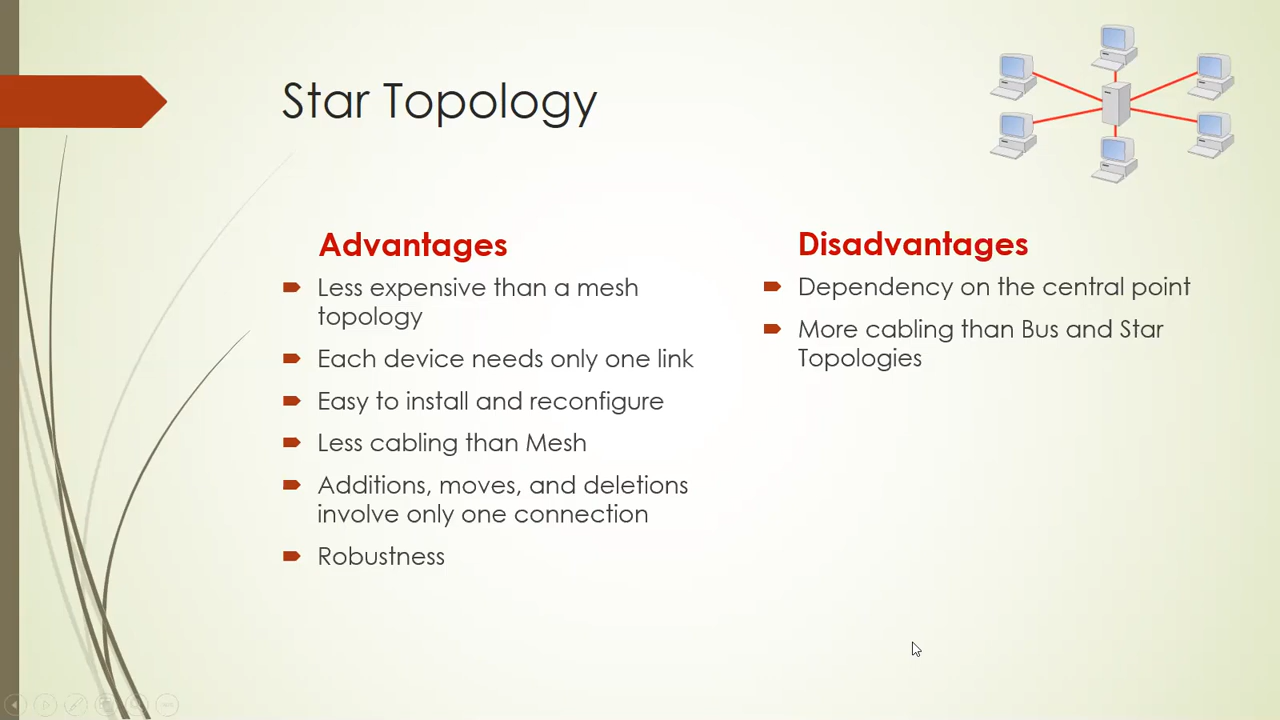 Star Topology
Advantages
Less expensive than a mesh
topology
Each device needs only one link
Easy to install and reconfigure
Less cabling than Mesh
Additions, moves, and deletions
involve only one connection
Robustness
Disadvantages
Dependency on the central point
More cabling than Bus and Star
Topologies